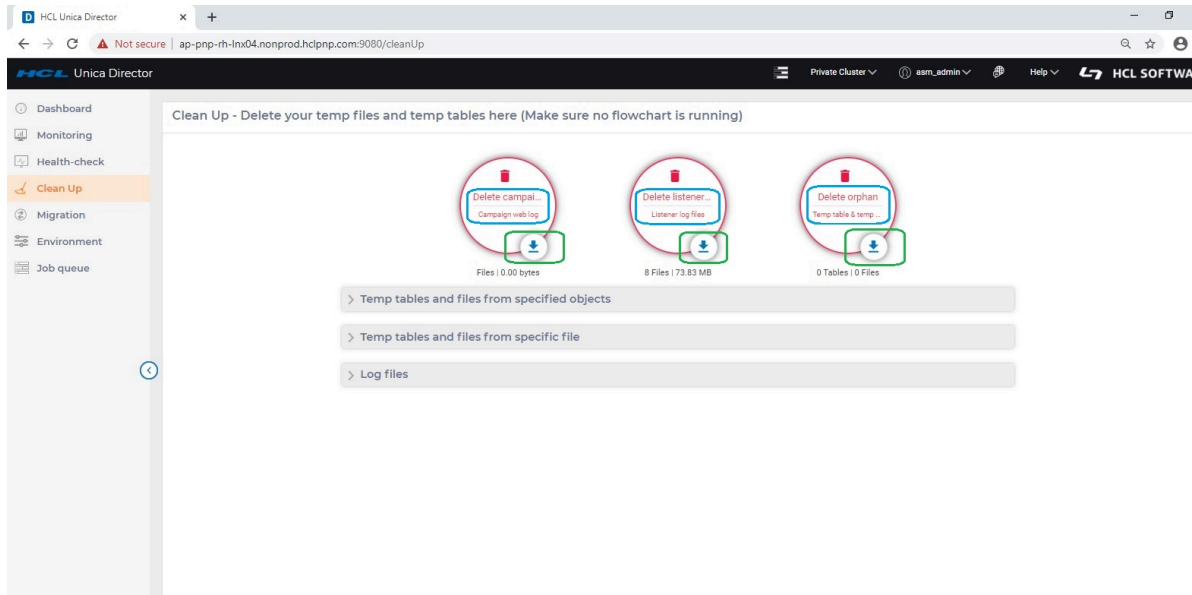 D HCL Unica Director
Not secure | ap-pnp-rh-lnx04.nonprod.hclpnp.com:9080/cleanUp
HCL Unica Director
Private Cluster
asm_admin
Help
HCL SOFTWA
Dashboard
Monitoring
Health-check
Clean Up
Migration
Environment
Job queue
Clean Up - Delete your temp files and temp tables here (Make sure no flowchart is running)
Delete campai...
Campaign web log
Files | 0.00 bytes
Delete listener...
Listener log files
8 Files | 73.83 MB
Delete orphan
Temp table & temp ...
0 Tables | 0 Files
Temp tables and files from specified objects
Temp tables and files from specific file
Log files